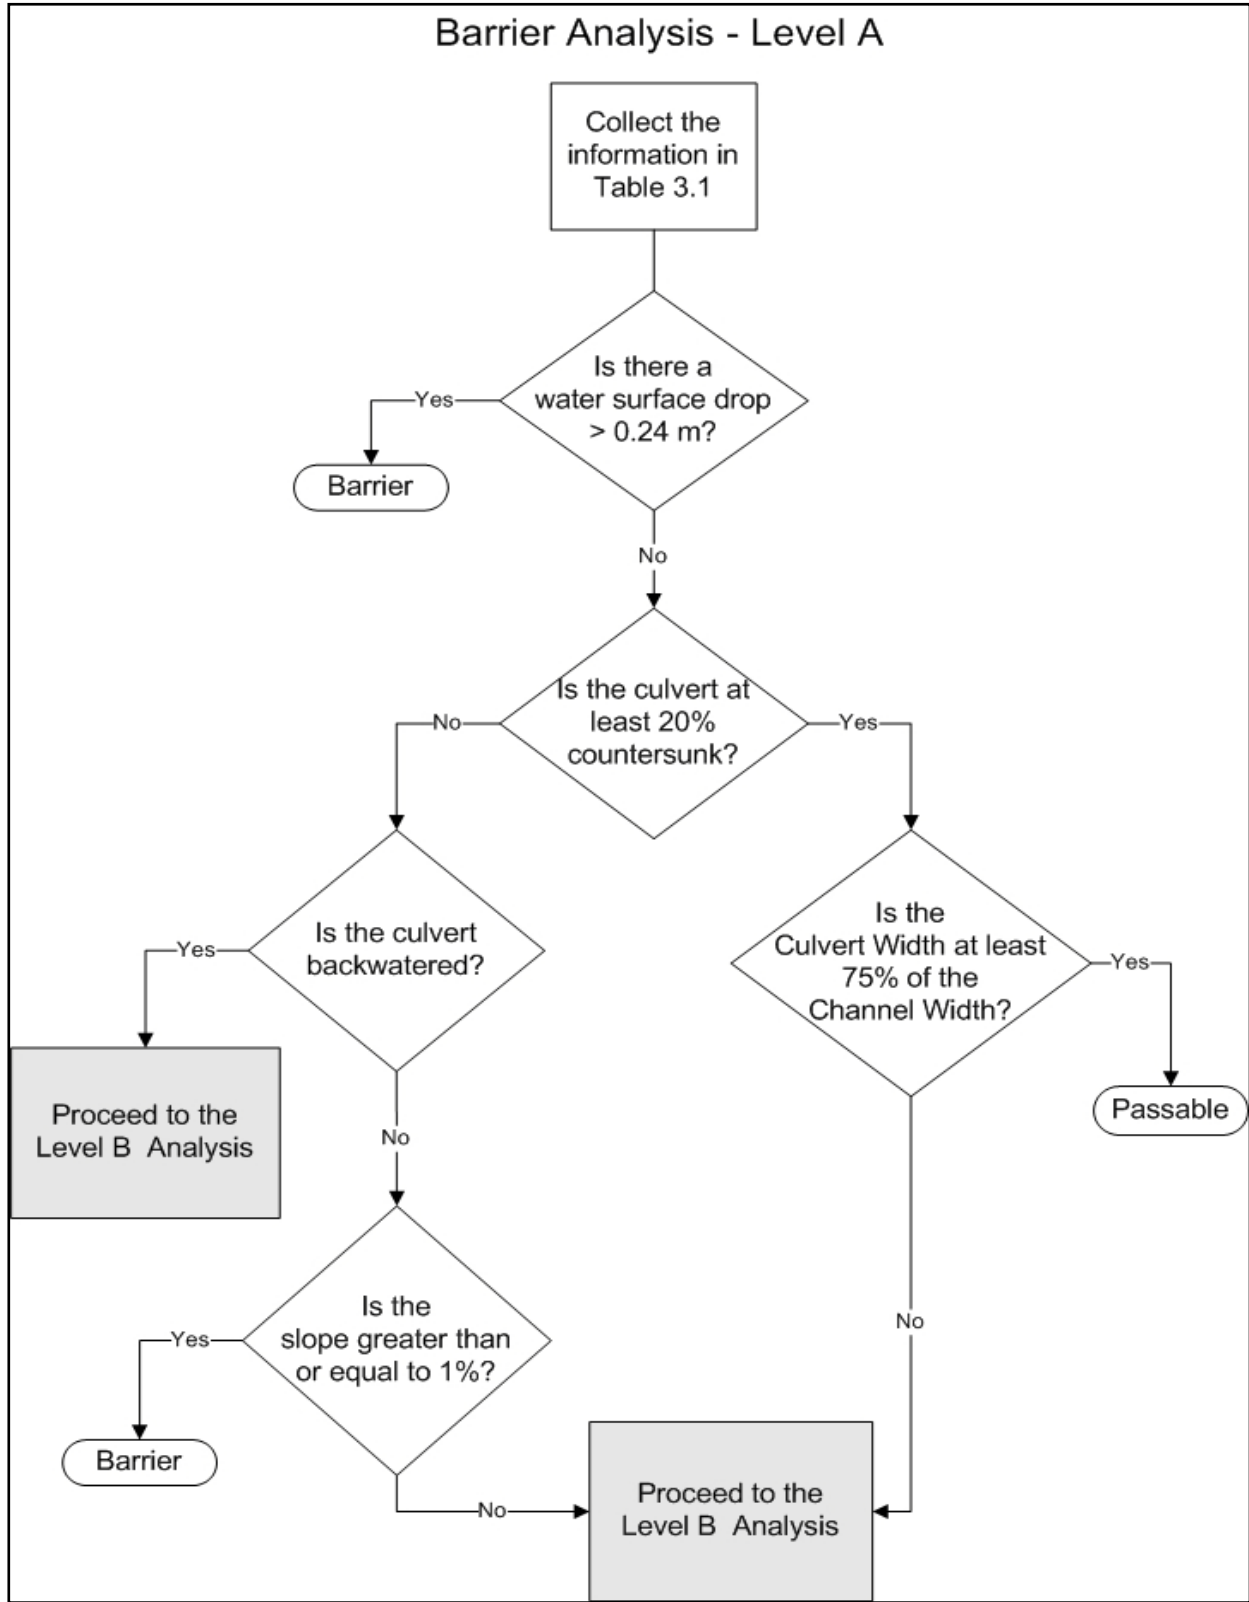 Barrier Analysis - Level A
Collect the
information in
Table 3.1
Is there a
water surface drop
> 0.24 m?
Yes
Barrier
No
Is the culvert at
least 20%
countersunk?
No
Yes
Is the culvert
backwatered?
Yes
Is the
Culvert Width at least
75% of the
Channel Width?
Yes
Proceed to the
Level B  Analysis
Passable
No
Is the
slope greater than
or equal to 1%?
Yes
No
Barrier
No
Proceed to the
Level B  Analysis